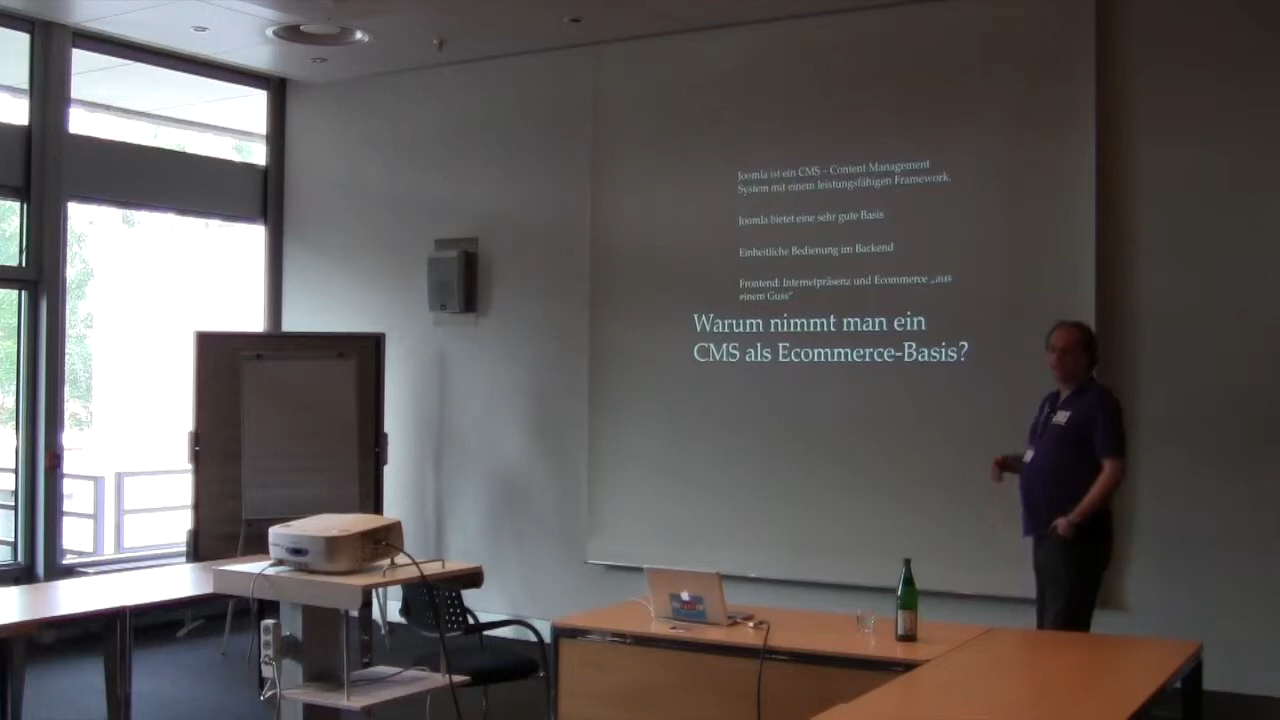 Joomla ist ein CMS – Content Management
System mit einem leistungsfähigen Framework.
Joomla bietet eine sehr gute Basis
Einheitliche Bedienung im Backend
Frontend: Internetpräsenz und Ecommerce „aus
einem Guss“
Warum nimmt man ein
CMS als Ecommerce-Basis?